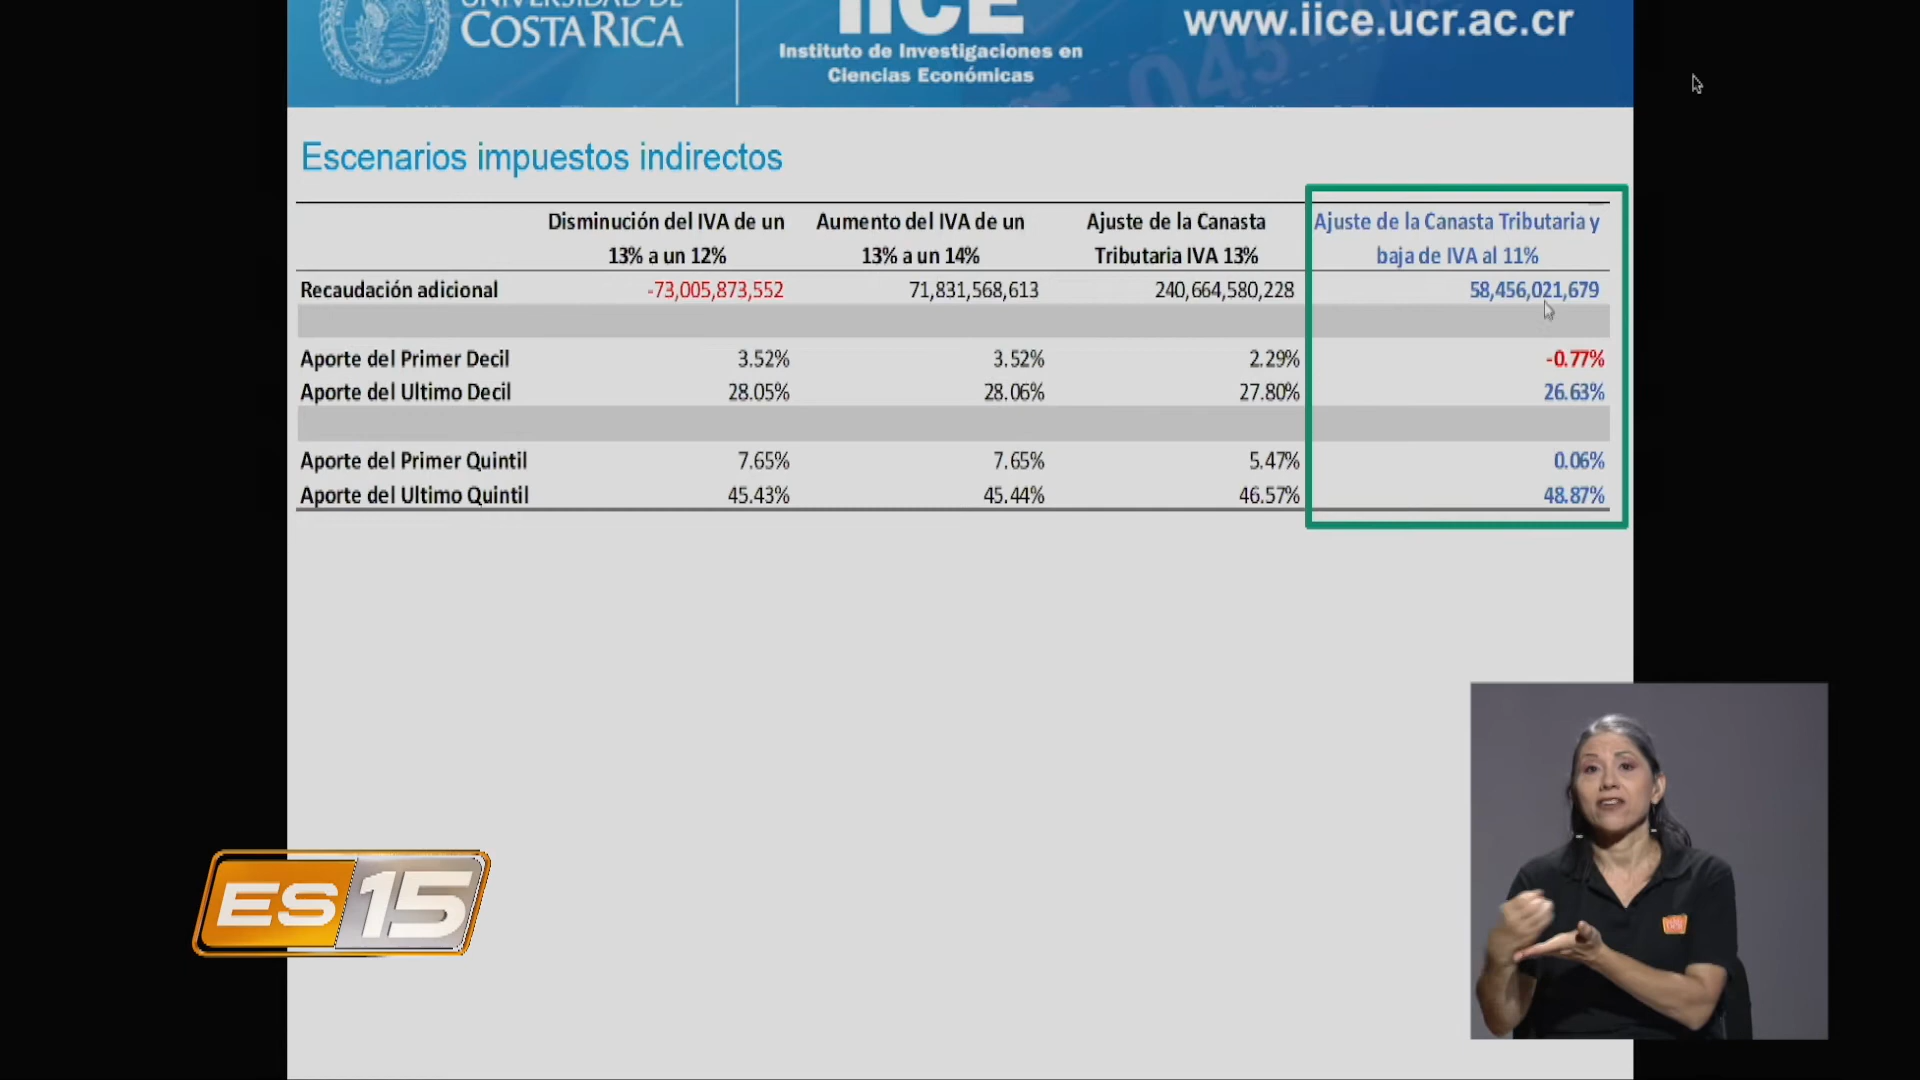 UNIVERSIDAD DE
COSTA RICA
IICE
Instituto de Investigaciones en
Ciencias Económicas
www.iice.ucr.ac.cr
045
Escenarios impuestos indirectos
Disminución del IVA de un 13% a un 12%
Aumento del IVA de un 13% a un 14%
Ajuste de la Canasta Tributaria IVA 13%
Ajuste de la Canasta Tributaria y baja de IVA al 11%
Recaudación adicional -73,005,873,552 71,831,568,613 240,664,580,228 58,456,021,679
Aporte del Primer Decil 3.52% 3.52% 2.29% -0.77%
Aporte del Ultimo Decil 28.05% 28.06% 27.80% 26.63%
Aporte del Primer Quintil 7.65% 7.65% 5.47% 0.06%
Aporte del Ultimo Quintil 45.43% 45.44% 46.57% 48.87%
ES15